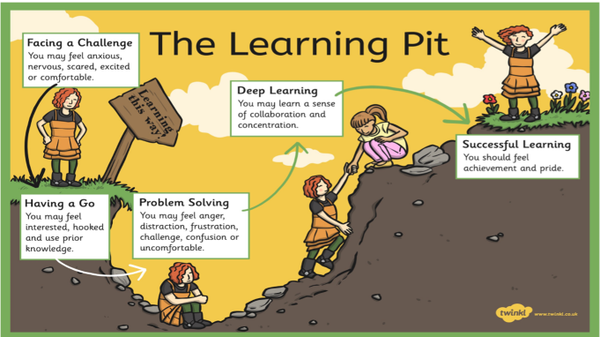 The Learning Pit
Facing a Challenge
You may feel anxious,
nervous, scared, excited
or comfortable.
Learning
this way!
Having a Go
You may feel
interested, hooked
and use prior
knowledge.
Problem Solving
You may feel anger,
distraction, frustration,
challenge, confusion or
uncomfortable.
Deep Learning
You may learn a sense
of collaboration and
concentration.
Successful Learning
You should feel
achievement and pride.
twinkl
www.twinkl.co.uk